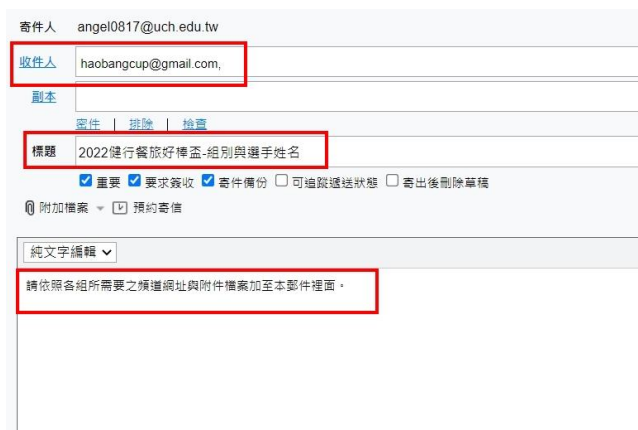 寄件人 angel0817@uch.edu.tw
收件人 haobangcup@gmail.com,
副本
密件 | 排除 | 檢查
標題 2022健行餐旅好棒盃-組別與選手姓名
重要 要求簽收 寄件備份 可追蹤遞送狀態 寄出後刪除草稿
附加檔案 預約寄信
純文字編輯
請依照各組所需要之頻道網址與附件檔案加至本郵件裡面。